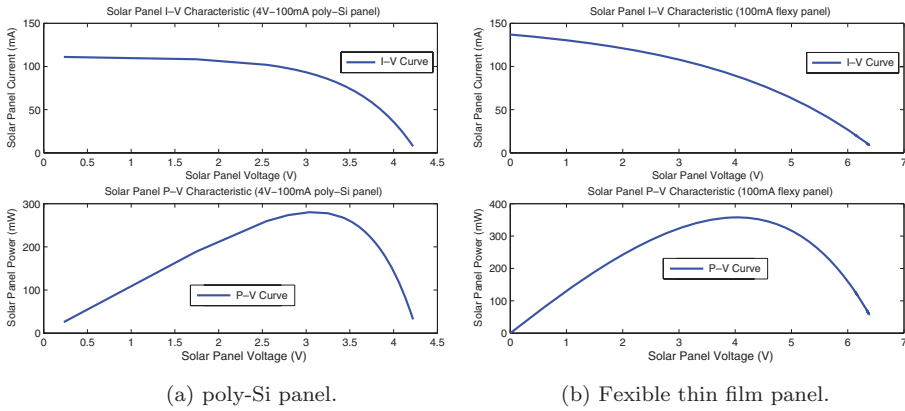 Solar Panel I–V Characteristic (4V–100mA poly–Si panel)
Solar Panel Current (mA)
150
100
50
0
I–V Curve
0 0.5 1 1.5 2 2.5 3 3.5 4 4.5
Solar Panel Voltage (V)
Solar Panel P–V Characteristic (4V–100mA poly–Si panel)
Solar Panel Power (mW)
300
200
100
0
P–V Curve
0 0.5 1 1.5 2 2.5 3 3.5 4 4.5
Solar Panel Voltage (V)
(a) poly-Si panel.
Solar Panel I–V Characteristic (100mA flexy panel)
Solar Panel Current (mA)
150
100
50
0
I–V Curve
0 1 2 3 4 5 6 7
Solar Panel Voltage (V)
Solar Panel P–V Characteristic (100mA flexy panel)
Solar Panel Power (mW)
400
300
200
100
0
P–V Curve
0 1 2 3 4 5 6 7
Solar Panel Voltage (V)
(b) Fexible thin film panel.